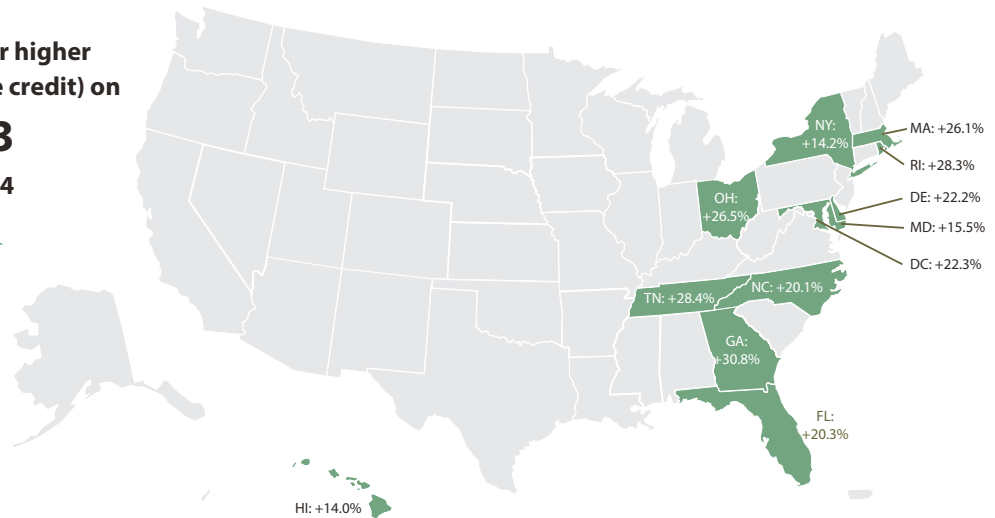 r higher
e credit) on
3
4
NY:
+14.2%
MA: +26.1%
RI: +28.3%
DE: +22.2%
MD: +15.5%
DC: +22.3%
OH:
+26.5%
TN: +28.4%
NC: +20.1%
GA:
+30.8%
FL:
+20.3%
HI: +14.0%